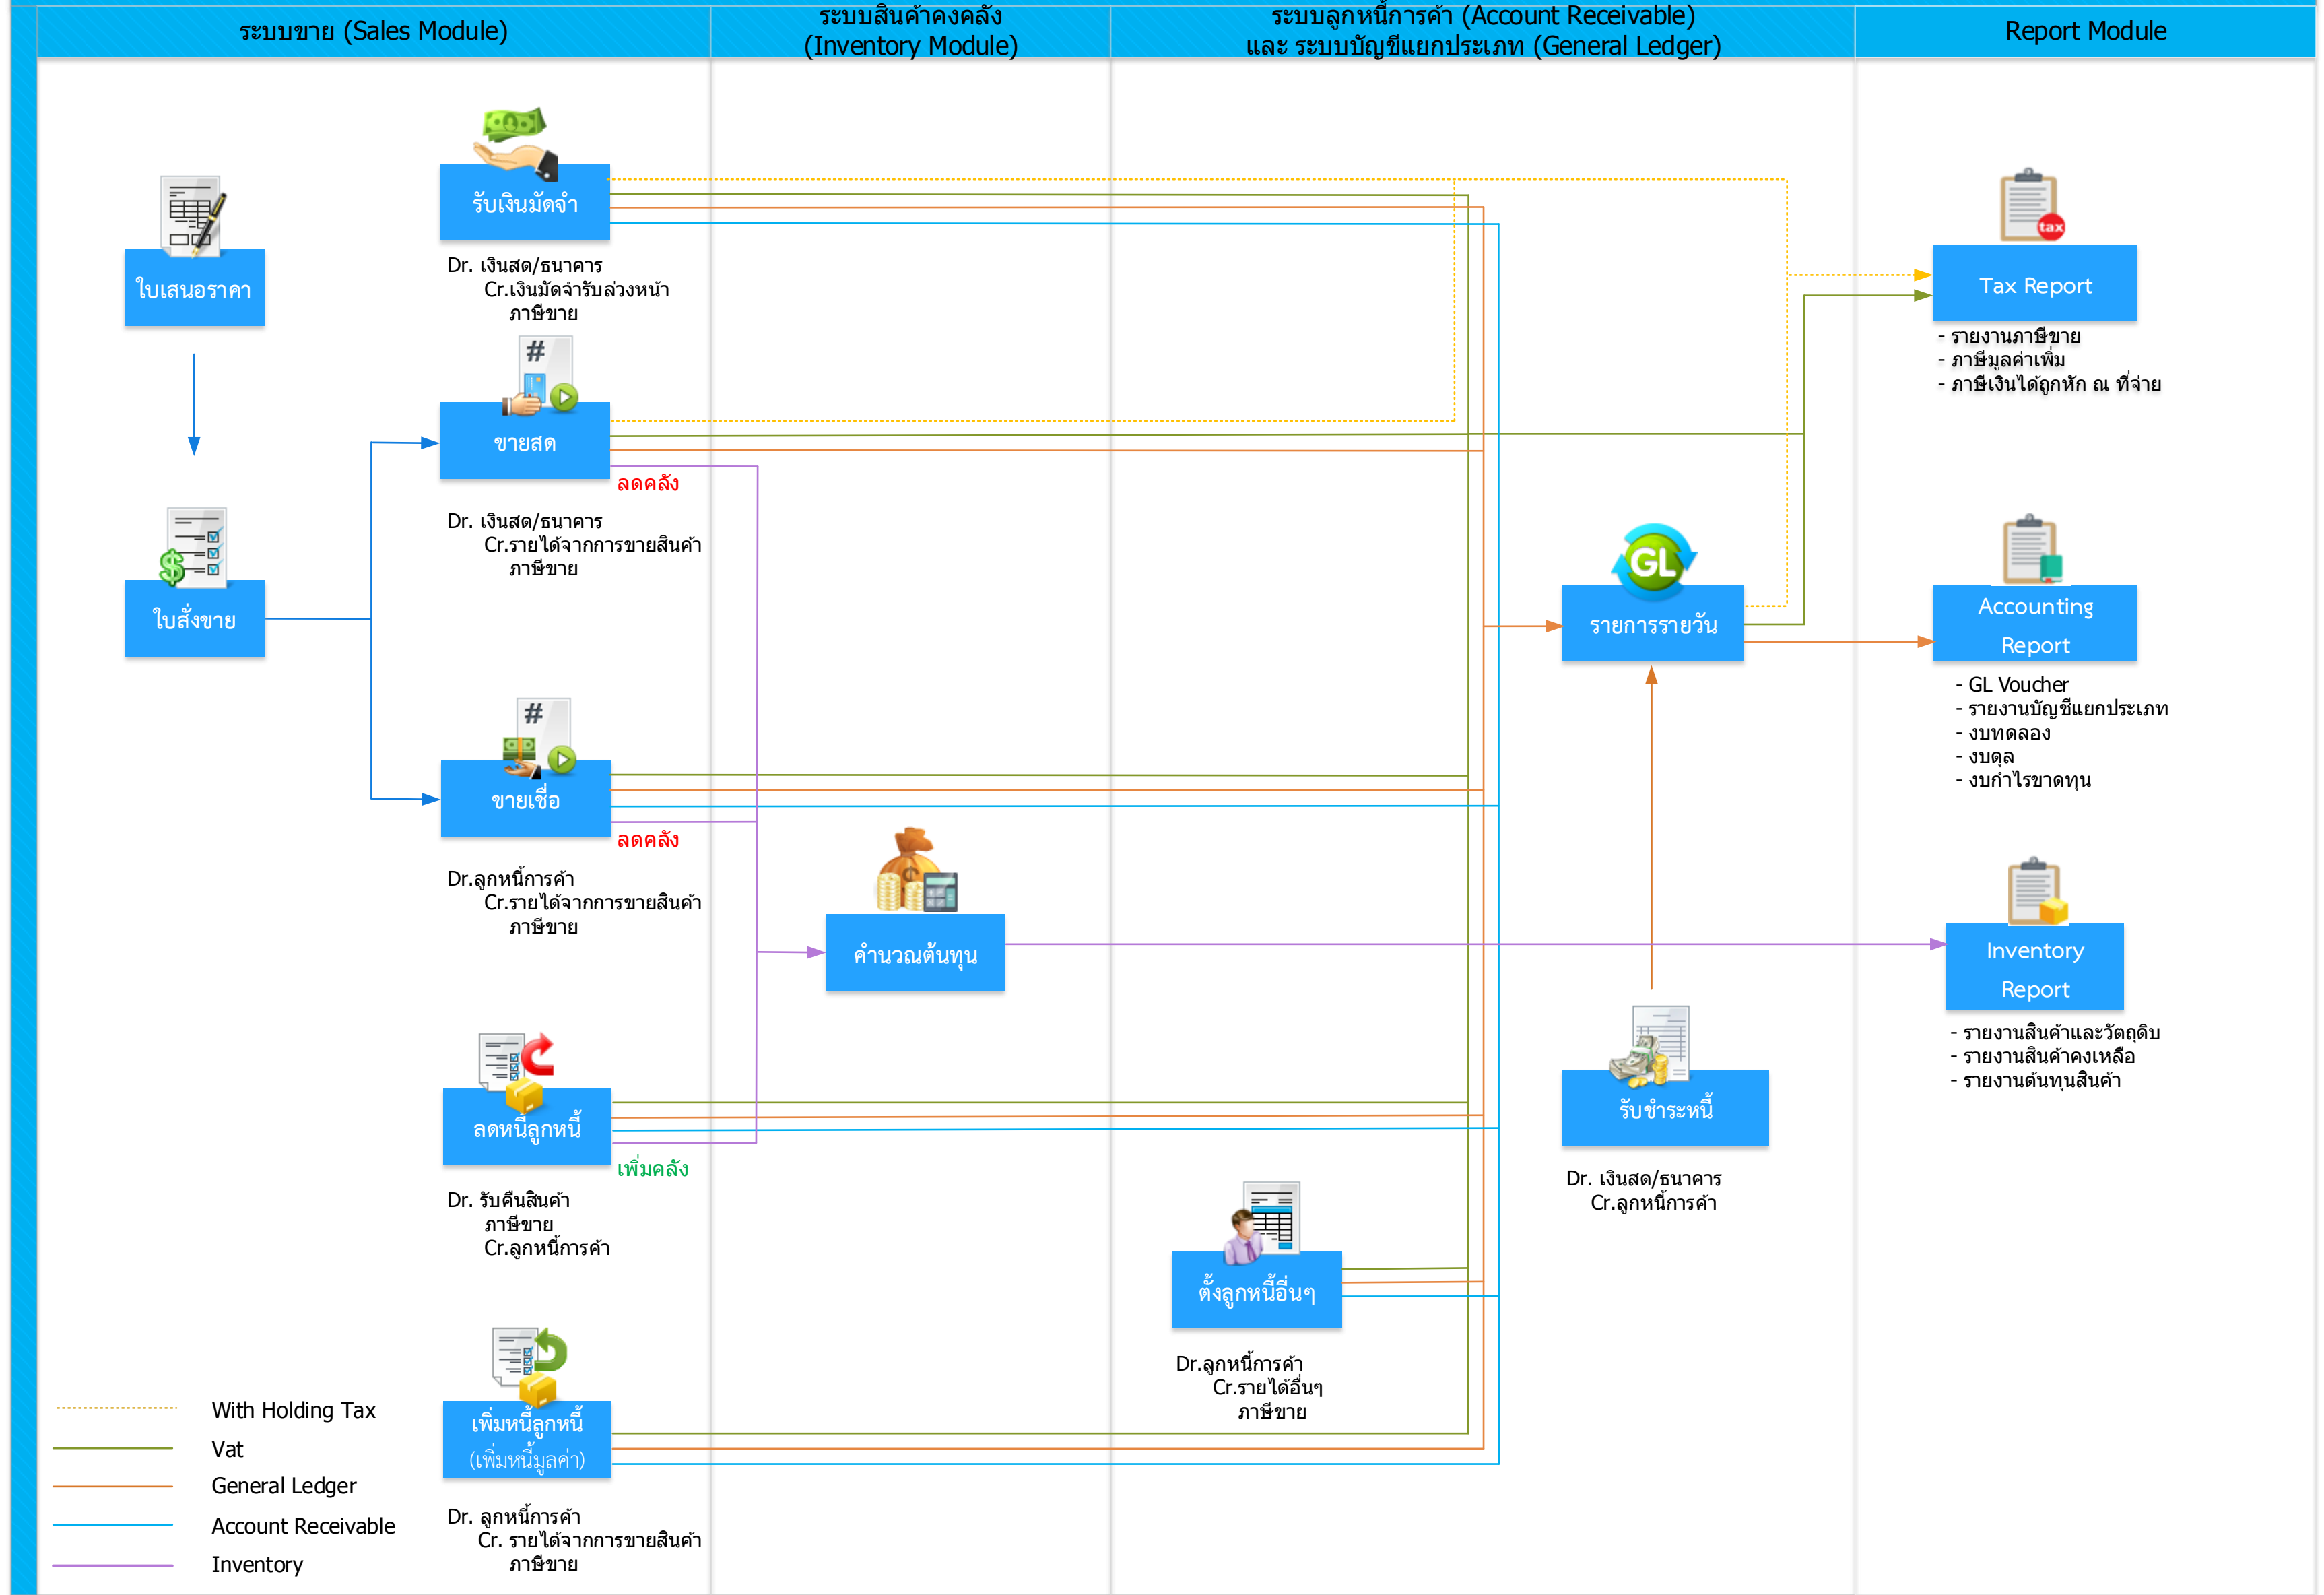 ระบบขาย (Sales Module)
ระบบสินค้าคงคลัง
(Inventory Module)
ระบบลูกหนี้การค้า (Account Receivable)
และ ระบบบัญขีแยกประเภท (General Ledger)
Report Module
รับเงินมัดจำ
Dr. เงินสด/ธนาคาร
Cr.เงินมัดจำรับล่วงหน้า
ภาษีขาย
ใบเสนอราคา
tax
Tax Report
- รายงานภาษีขาย
- ภาษีมูลค่าเพิ่ม
- ภาษีเงินได้ถูกหัก ณ ที่จ่าย
#
ขายสด
ลดคลัง
Dr. เงินสด/ธนาคาร
Cr.รายได้จากการขายสินค้า
ภาษีขาย
$
ใบสั่งขาย
GL
รายการรายวัน
Accounting
Report
- GL Voucher
- รายงานบัญชีแยกประเภท
- งบทดลอง
- งบดุล
- งบกำไรขาดทุน
#
ขายเชื่อ
ลดคลัง
Dr.ลูกหนี้การค้า
Cr.รายได้จากการขายสินค้า
ภาษีขาย
คำนวณต้นทุน
Inventory
Report
- รายงานสินค้าและวัตถุดิบ
- รายงานสินค้าคงเหลือ
- รายงานต้นทุนสินค้า
ลดหนี้ลูกหนี้
เพิ่มคลัง
Dr. รับคืนสินค้า
ภาษีขาย
Cr.ลูกหนี้การค้า
รับชำระหนี้
Dr. เงินสด/ธนาคาร
Cr.ลูกหนี้การค้า
ตั้งลูกหนี้อื่นๆ
Dr.ลูกหนี้การค้า
Cr.รายได้อื่นๆ
ภาษีขาย
เพิ่มหนี้ลูกหนี้
(เพิ่มหนี้มูลค่า)
Dr. ลูกหนี้การค้า
Cr. รายได้จากการขายสินค้า
ภาษีขาย
With Holding Tax
Vat
General Ledger
Account Receivable
Inventory